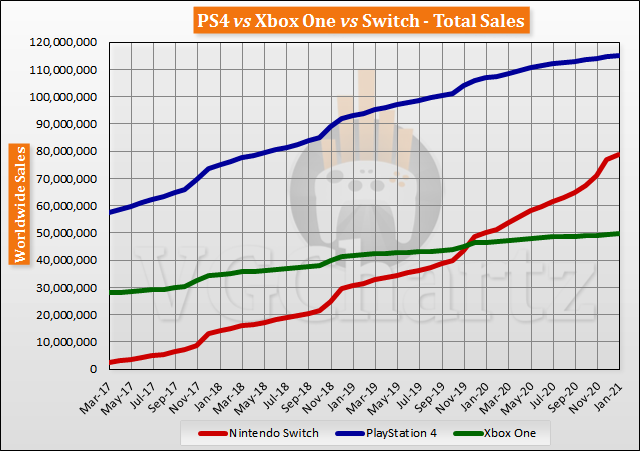 PS4 vs Xbox One vs Switch - Total Sales
Worldwide Sales
120,000,000
110,000,000
100,000,000
90,000,000
80,000,000
70,000,000
60,000,000
50,000,000
40,000,000
30,000,000
20,000,000
10,000,000
0
VGChartz
Mar-17
May-17
Jul-17
Sep-17
Nov-17
Jan-18
Mar-18
May-18
Jul-18
Sep-18
Nov-18
Jan-19
Mar-19
May-19
Jul-19
Sep-19
Nov-19
Jan-20
Mar-20
May-20
Jul-20
Sep-20
Nov-20
Jan-21
Nintendo Switch PlayStation 4 Xbox One